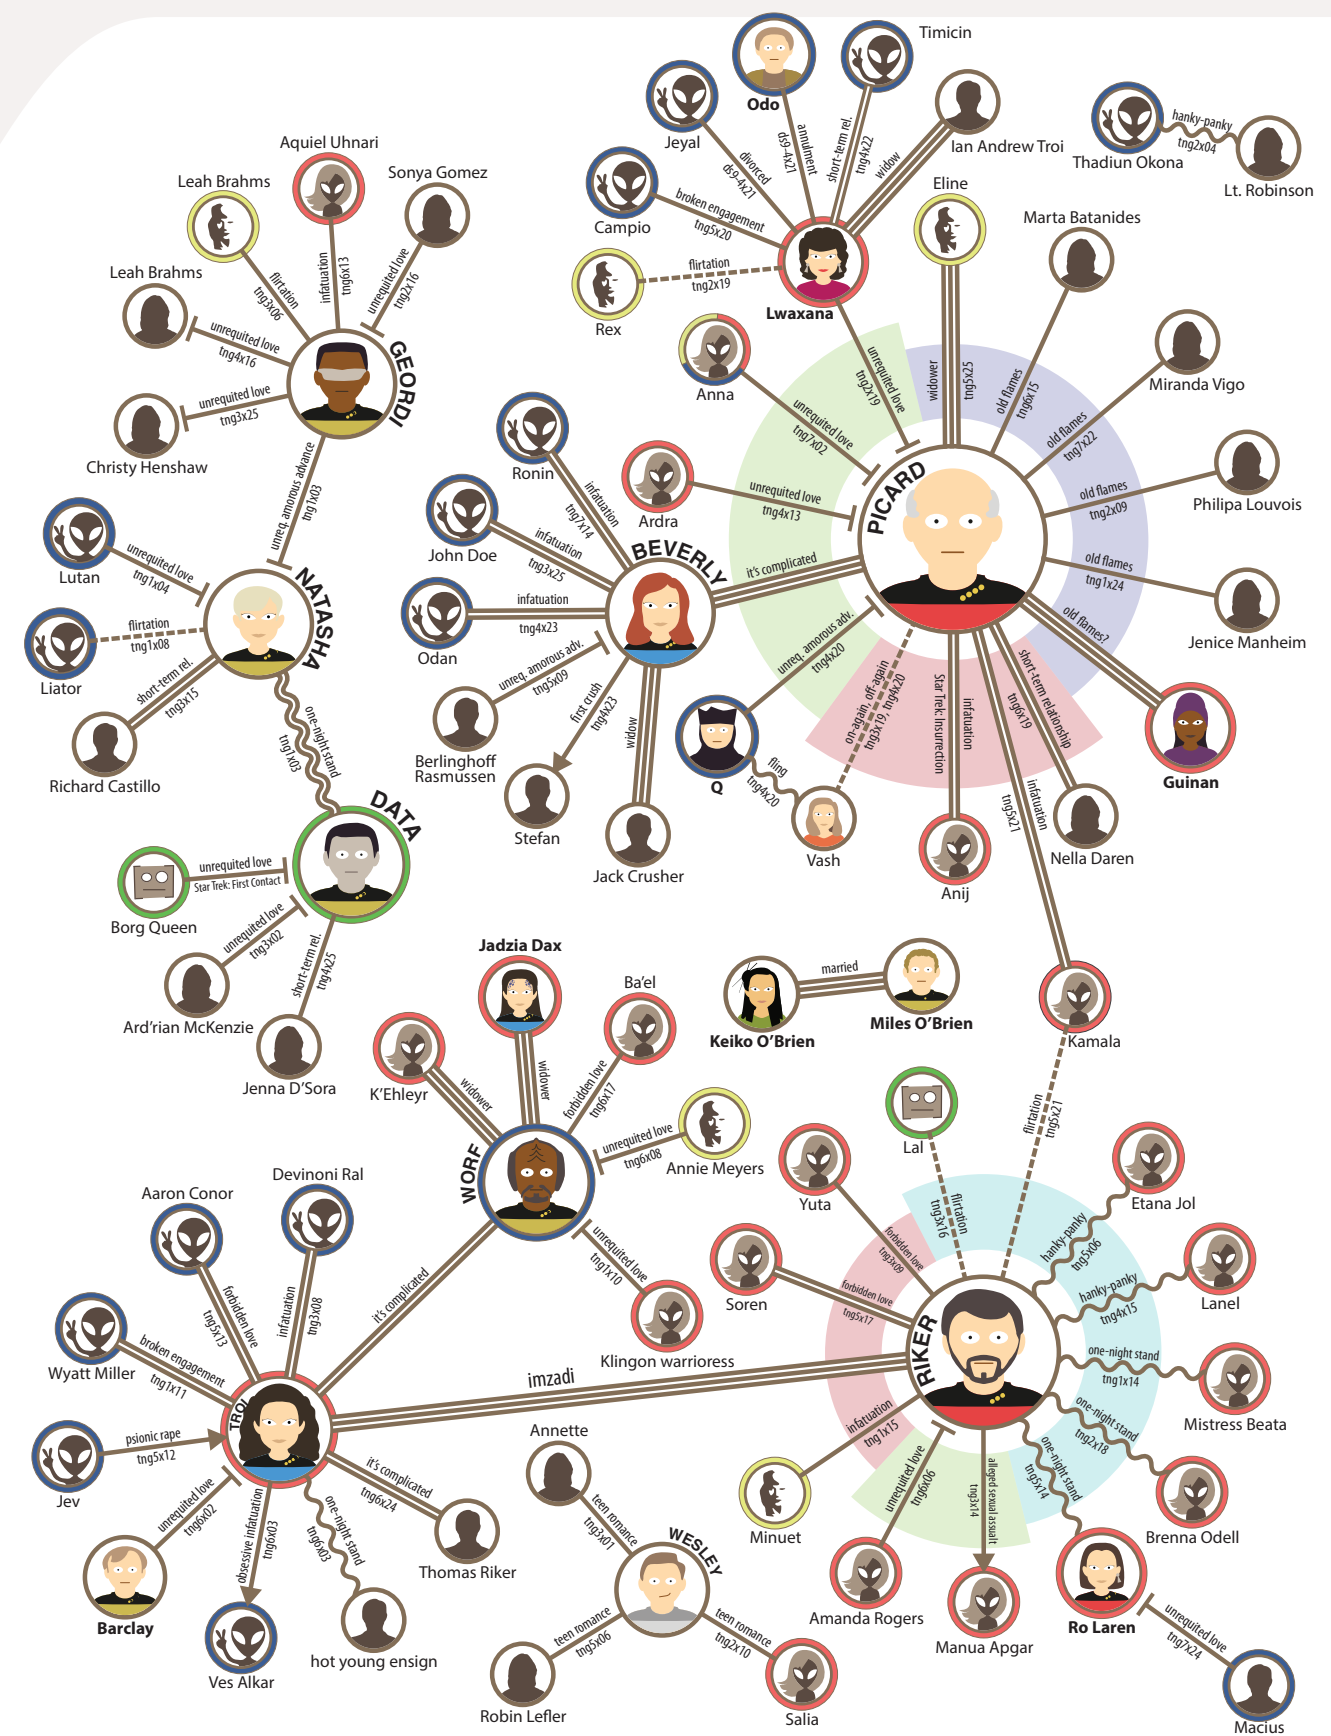 Timicin
Odo
Jeyal
Ian Andrew Troi
hanky-panky
tng2x04
Thadiun Okona
Lt. Robinson
annulment
ds9-4x21
short-term rel.
tng4x22
widow
divorced
ds9-4x21
Campio
broken engagement
tng5x20
Rex
flirtation
tng2x19
Lwaxana
Eline
Marta Batanides
Aquiel Uhnari
Leah Brahms
Sonya Gomez
Leah Brahms
flirtation
tng3x06
infatuation
tng6x13
unrequited love
tng2x16
unrequited love
tng4x16
GEORDI
unrequited love
tng3x25
Christy Henshaw
unreq. amorous advance
tng1x03
Anna
unrequited love
tng7x02
unrequited love
tng2x19
widower
tng5x25
old flames
tng6x15
Miranda Vigo
old flames
tng7x22
Philipa Louvois
old flames
tng2x09
old flames
tng1x24
Jenice Manheim
old flames?
Guinan
PICARD
Ardra
unrequited love
tng4x13
Ronin
infatuation
tng7x14
John Doe
infatuation
tng3x25
BEVERLY
it's complicated
Odan
infatuation
tng4x23
unreq. amorous adv.
tng5x09
Berlinghoff
Rasmussen
first crush
tng4x23
Stefan
widow
Jack Crusher
unreq. amorous adv.
tng4x20
Q
fling
tng4x20
Vash
on-again, off-again
tng3x19, tng4x20
Star Trek: Insurrection
infatuation
Anij
short-term relationship
tng6x19
Nella Daren
infatuation
tng5x21
Kamala
Lutan
unrequited love
tng1x04
NATASHA
Liator
flirtation
tng1x08
short-term rel.
tng3x15
Richard Castillo
one-night stand
tng1x03
DATA
Borg Queen
unrequited love
Star Trek: First Contact
unrequited love
tng3x02
Ard'rian McKenzie
short-term rel.
tng4x25
Jenna D'Sora
Jadzia Dax
Ba'el
K'Ehleyr
widower
widower
forbidden love
tng6x17
WORF
unrequited love
tng6x08
Annie Meyers
unrequited love
tng1x10
Klingon warrioress
it's complicated
Keiko O'Brien
married
Miles O'Brien
Lal
flirtation
tng3x16
flirtation
tng5x21
Yuta
forbidden love
tng3x09
Soren
forbidden love
tng5x17
Etana Jol
hanky-panky
tng5x06
Lanel
hanky-panky
tng4x15
one-night stand
tng1x14
Mistress Beata
one-night stand
tng2x18
Brenna Odell
one-night stand
tng5x14
Ro Laren
unrequited love
tng7x24
Macius
RIKER
imzadi
infatuation
tng1x15
Minuet
unrequited love
tng6x06
Amanda Rogers
alleged sexual assualt
tng3x14
Manua Apgar
Devinoni Ral
Aaron Conor
forbidden love
tng5x13
infatuation
tng3x08
Wyatt Miller
broken engagement
tng1x11
TROI
Jev
psionic rape
tng5x12
unrequited love
tng6x02
Barclay
obsessive infatuation
tng6x03
Ves Alkar
one-night stand
tng6x03
hot young ensign
it's complicated
tng6x24
Thomas Riker
Annette
teen romance
tng3x01
WESLEY
teen romance
tng5x06
Robin Lefler
teen romance
tng2x10
Salia